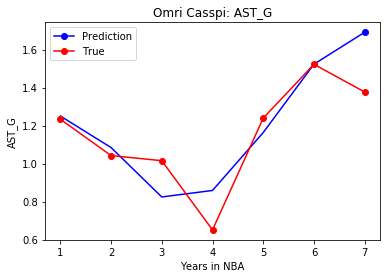 Omri Casspi: AST_G
Prediction
True
1.6
1.4
1.2
1.0
0.8
0.6
AST_G
1 2 3 4 5 6 7
Years in NBA